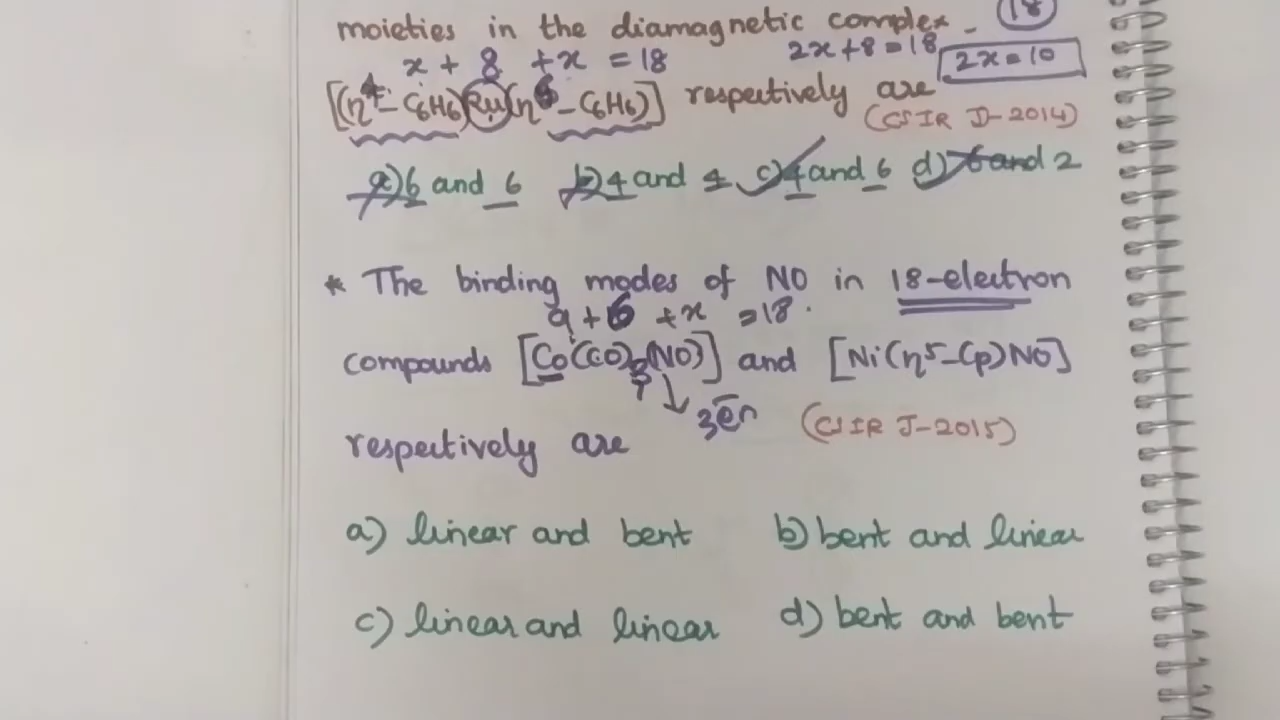 moieties in the diamagnetic complex - 18
x + 8 + x = 18 2x+8=18 2x=10
[(η4-C6H6)Ru(η6-C6H6)] respectively are
(CSIR D-2014)
a) 6 and 6 b) 4 and 4 c) 4 and 6 d) 6 and 2
* The binding modes of NO in 18-electron
9+6 +x =18.
compounds [Co(CO)3(NO)] and [Ni(η5-Cp)NO]
3en
(CSIR J-2015)
respectively are
a) linear and bent b) bent and linear
c) linear and linear d) bent and bent